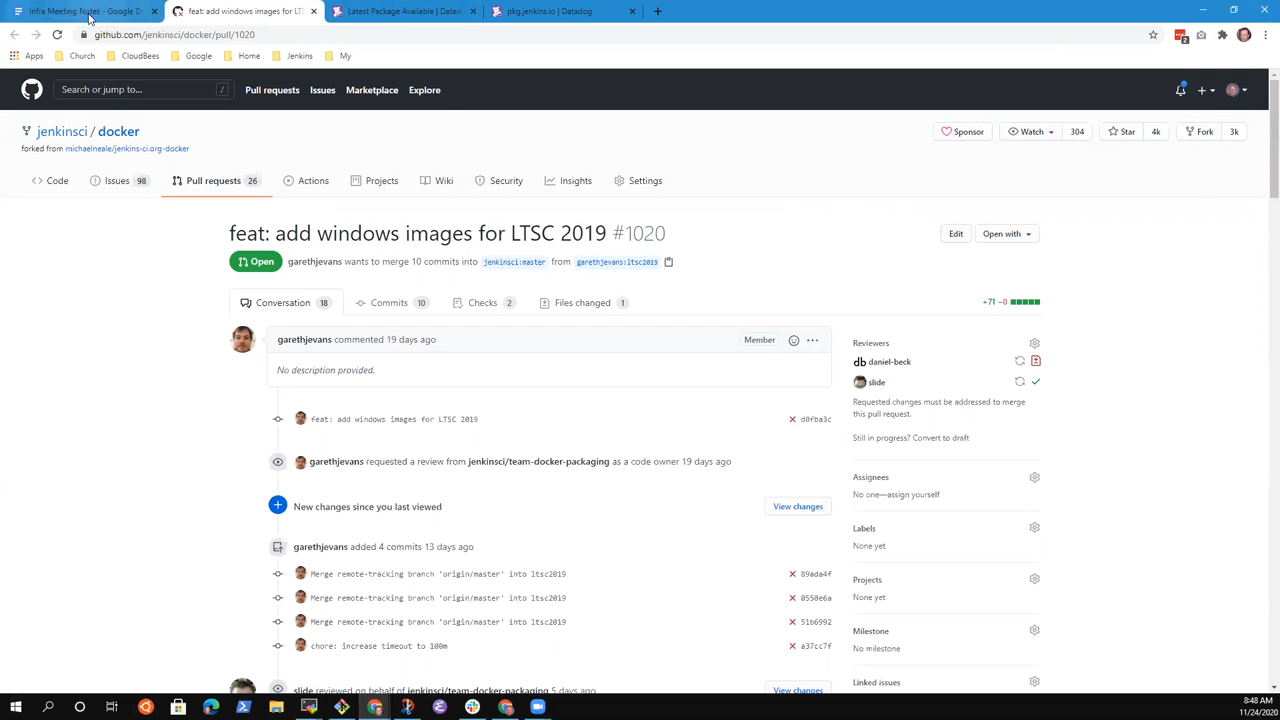 Infra Meeting Notes - Google D
feat: add windows images for LTS
Latest Package Available | Datad
pkg.jenkins.io | Datadog
github.com/jenkinsci/docker/pull/1020
Apps
Church
CloudBees
Google
Home
Jenkins
My
Search or jump to...
/
Pull requests
Issues
Marketplace
Explore
jenkinsci / docker
forked from michaelneale/jenkins-ci.org-docker
Sponsor
Watch
304
Star
4k
Fork
3k
Code
Issues 98
Pull requests 26
Actions
Projects
Wiki
Security
Insights
Settings
feat: add windows images for LTSC 2019 #1020
Edit
Open with
Open
garethjevans wants to merge 10 commits into jenkinsci:master from garethjevans:ltsc2019
Conversation 18
Commits 10
Checks 2
Files changed 1
+71 −0
garethjevans commented 19 days ago
Member
No description provided.
feat: add windows images for LTSC 2019
d0fba3c
garethjevans requested a review from jenkinsci/team-docker-packaging as a code owner 19 days ago
New changes since you last viewed
View changes
garethjevans added 4 commits 13 days ago
Merge remote-tracking branch 'origin/master' into ltsc2019
89ada4f
Merge remote-tracking branch 'origin/master' into ltsc2019
0550e6a
Merge remote-tracking branch 'origin/master' into ltsc2019
51b6992
chore: increase timeout to 100m
a37cc7f
slide reviewed on behalf of jenkinsci/team-docker-packaging 5 days ago
View changes
Reviewers
db daniel-beck
slide
Requested changes must be addressed to merge
this pull request.
Still in progress? Convert to draft
Assignees
No one—assign yourself
Labels
None yet
Projects
None yet
Milestone
No milestone
Linked issues
8:48 AM
11/24/2020